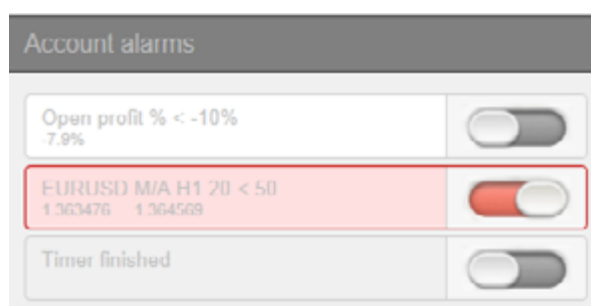 Account alarms
Open profit % < -10%
-7.9%
EURUSD M/A H1 20 < 50
1.363476 1.364569
Timer finished